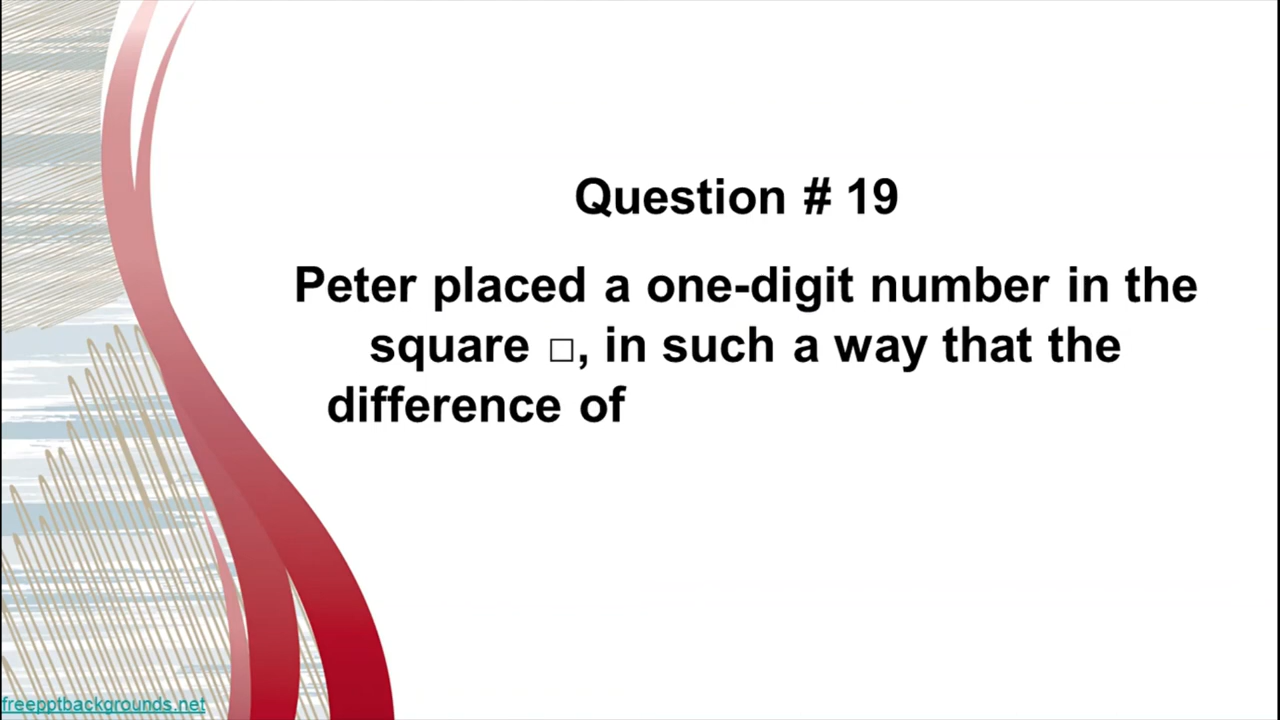 Question # 19
Peter placed a one-digit number in the
square □, in such a way that the
difference of
freepptbackgrounds.net